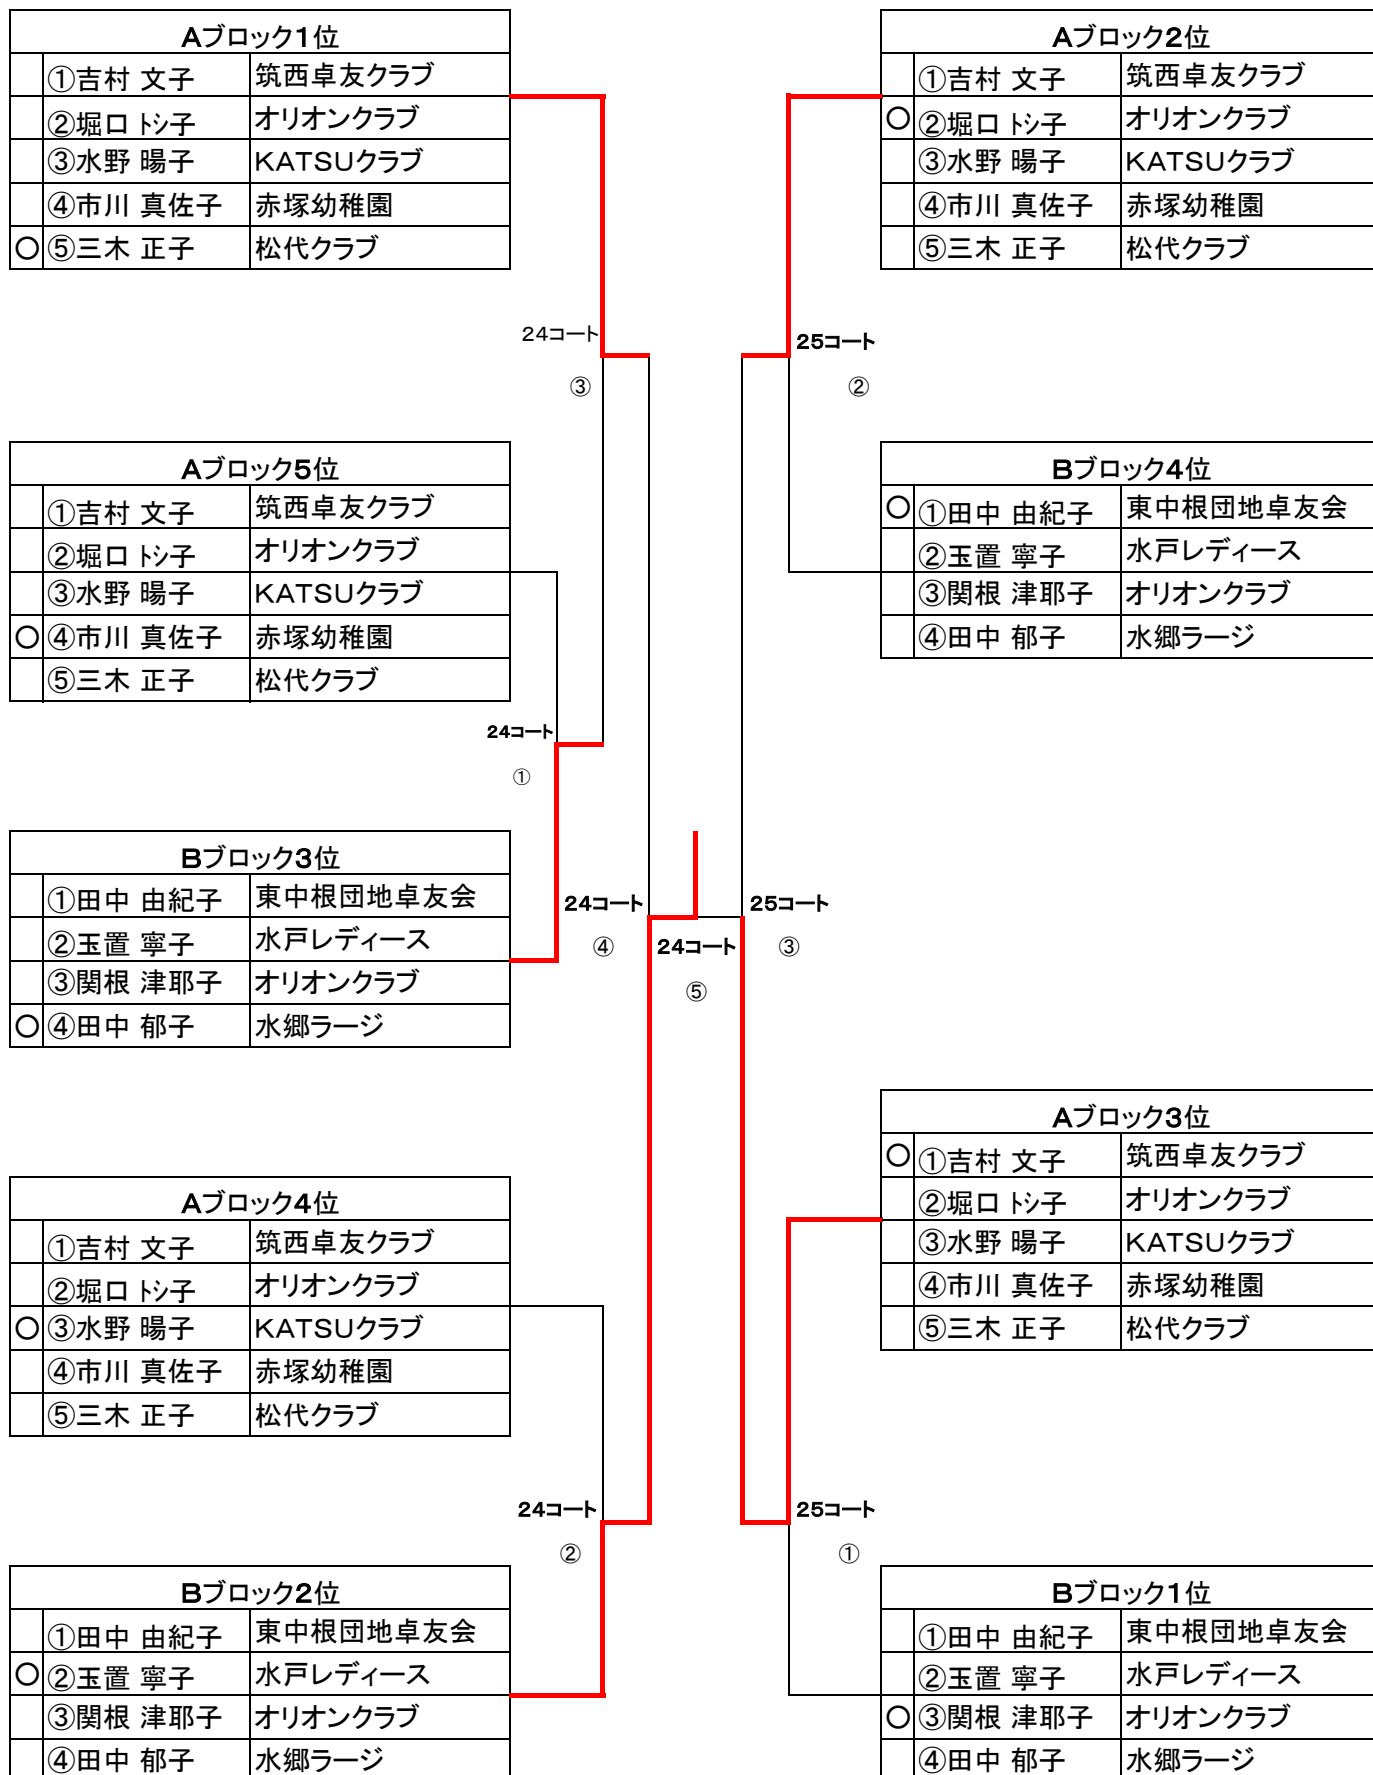 Aブロック1位
①吉村 文子 筑西卓友クラブ
②堀口 トシ子 オリオンクラブ
③水野 暘子 KATSUクラブ
④市川 真佐子 赤塚幼稚園
○ ⑤三木 正子 松代クラブ
Aブロック2位
①吉村 文子 筑西卓友クラブ
○ ②堀口 トシ子 オリオンクラブ
③水野 暘子 KATSUクラブ
④市川 真佐子 赤塚幼稚園
⑤三木 正子 松代クラブ
24コート
③
25コート
②
Aブロック5位
①吉村 文子 筑西卓友クラブ
②堀口 トシ子 オリオンクラブ
③水野 暘子 KATSUクラブ
○ ④市川 真佐子 赤塚幼稚園
⑤三木 正子 松代クラブ
Bブロック4位
○ ①田中 由紀子 東中根団地卓友会
②玉置 寧子 水戸レディース
③関根 津耶子 オリオンクラブ
④田中 郁子 水郷ラージ
24コート
①
Bブロック3位
①田中 由紀子 東中根団地卓友会
②玉置 寧子 水戸レディース
③関根 津耶子 オリオンクラブ
○ ④田中 郁子 水郷ラージ
24コート
④
24コート
⑤
25コート
③
Aブロック3位
○ ①吉村 文子 筑西卓友クラブ
②堀口 トシ子 オリオンクラブ
③水野 暘子 KATSUクラブ
④市川 真佐子 赤塚幼稚園
⑤三木 正子 松代クラブ
Aブロック4位
①吉村 文子 筑西卓友クラブ
②堀口 トシ子 オリオンクラブ
○ ③水野 暘子 KATSUクラブ
④市川 真佐子 赤塚幼稚園
⑤三木 正子 松代クラブ
24コート
②
25コート
①
Bブロック2位
①田中 由紀子 東中根団地卓友会
○ ②玉置 寧子 水戸レディース
③関根 津耶子 オリオンクラブ
④田中 郁子 水郷ラージ
Bブロック1位
①田中 由紀子 東中根団地卓友会
②玉置 寧子 水戸レディース
○ ③関根 津耶子 オリオンクラブ
④田中 郁子 水郷ラージ